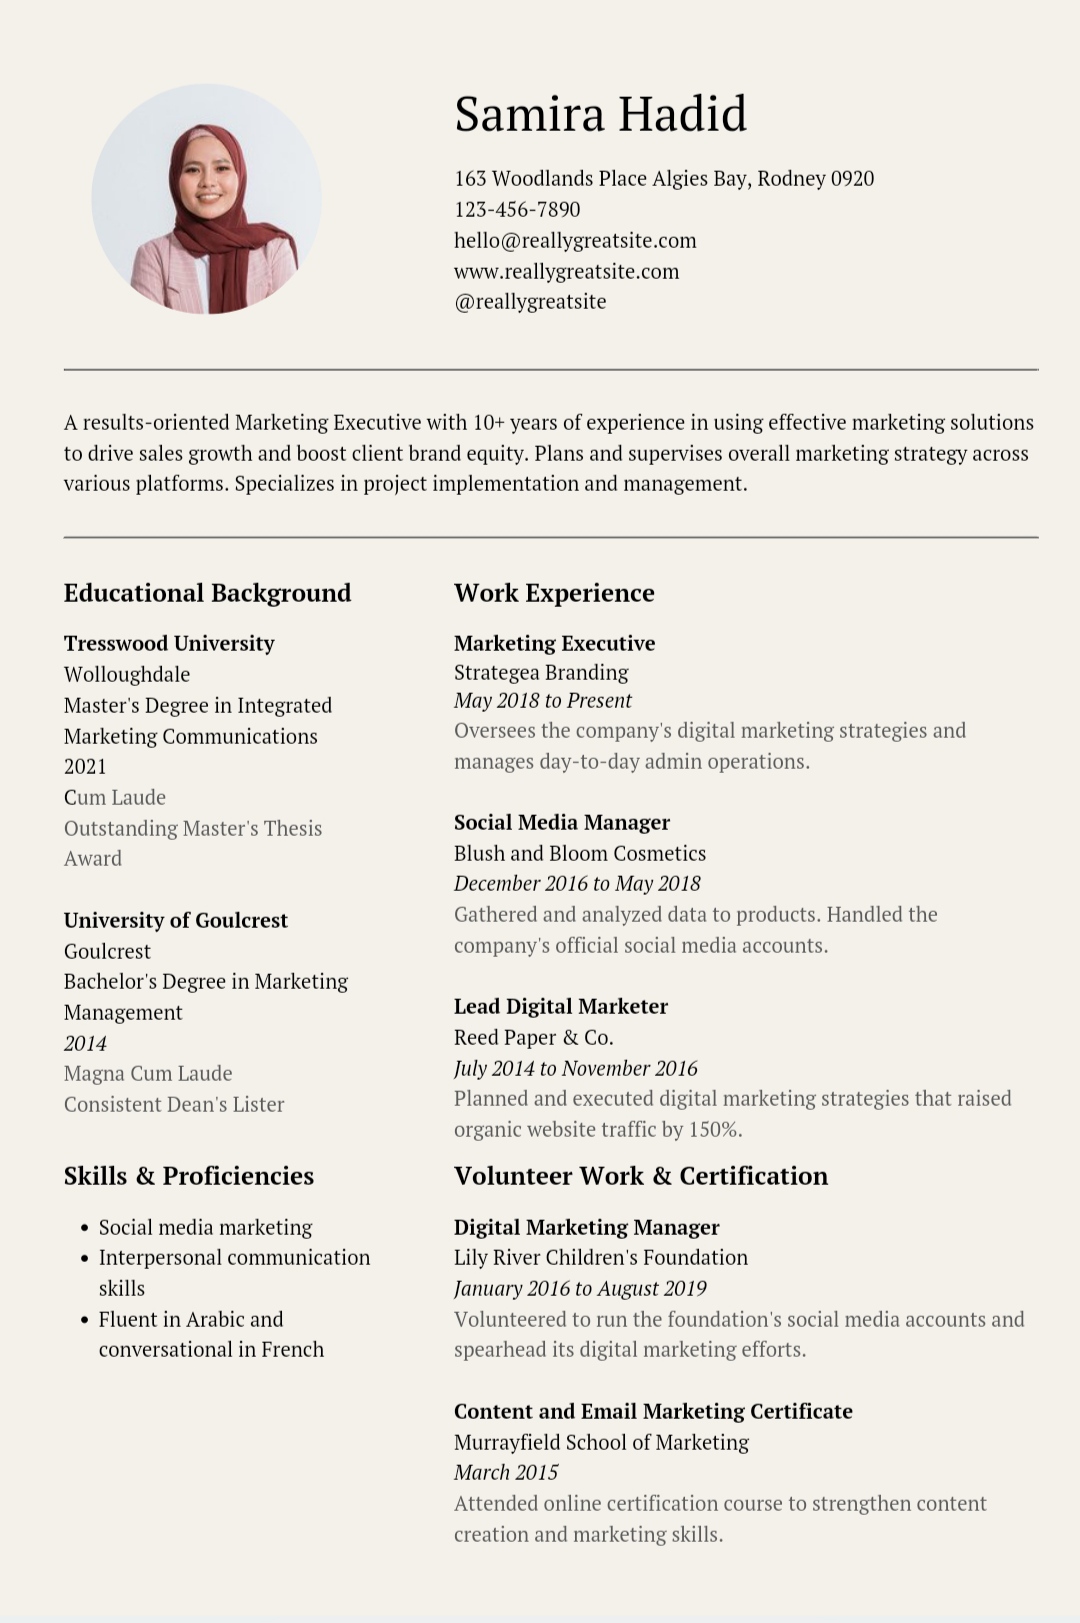 Samira Hadid
163 Woodlands Place Algies Bay, Rodney 0920
123-456-7890
hello@reallygreatsite.com
www.reallygreatsite.com
@reallygreatsite
A results-oriented Marketing Executive with 10+ years of experience in using effective marketing solutions
to drive sales growth and boost client brand equity. Plans and supervises overall marketing strategy across
various platforms. Specializes in project implementation and management.
Educational Background
Tresswood University
Wolloughdale
Master's Degree in Integrated
Marketing Communications
2021
Cum Laude
Outstanding Master's Thesis
Award
University of Goulcrest
Goulcrest
Bachelor's Degree in Marketing
Management
2014
Magna Cum Laude
Consistent Dean's Lister
Skills & Proficiencies
• Social media marketing
• Interpersonal communication
skills
• Fluent in Arabic and
conversational in French
Work Experience
Marketing Executive
Strategea Branding
May 2018 to Present
Oversees the company's digital marketing strategies and
manages day-to-day admin operations.
Social Media Manager
Blush and Bloom Cosmetics
December 2016 to May 2018
Gathered and analyzed data to products. Handled the
company's official social media accounts.
Lead Digital Marketer
Reed Paper & Co.
July 2014 to November 2016
Planned and executed digital marketing strategies that raised
organic website traffic by 150%.
Volunteer Work & Certification
Digital Marketing Manager
Lily River Children's Foundation
January 2016 to August 2019
Volunteered to run the foundation's social media accounts and
spearhead its digital marketing efforts.
Content and Email Marketing Certificate
Murrayfield School of Marketing
March 2015
Attended online certification course to strengthen content
creation and marketing skills.